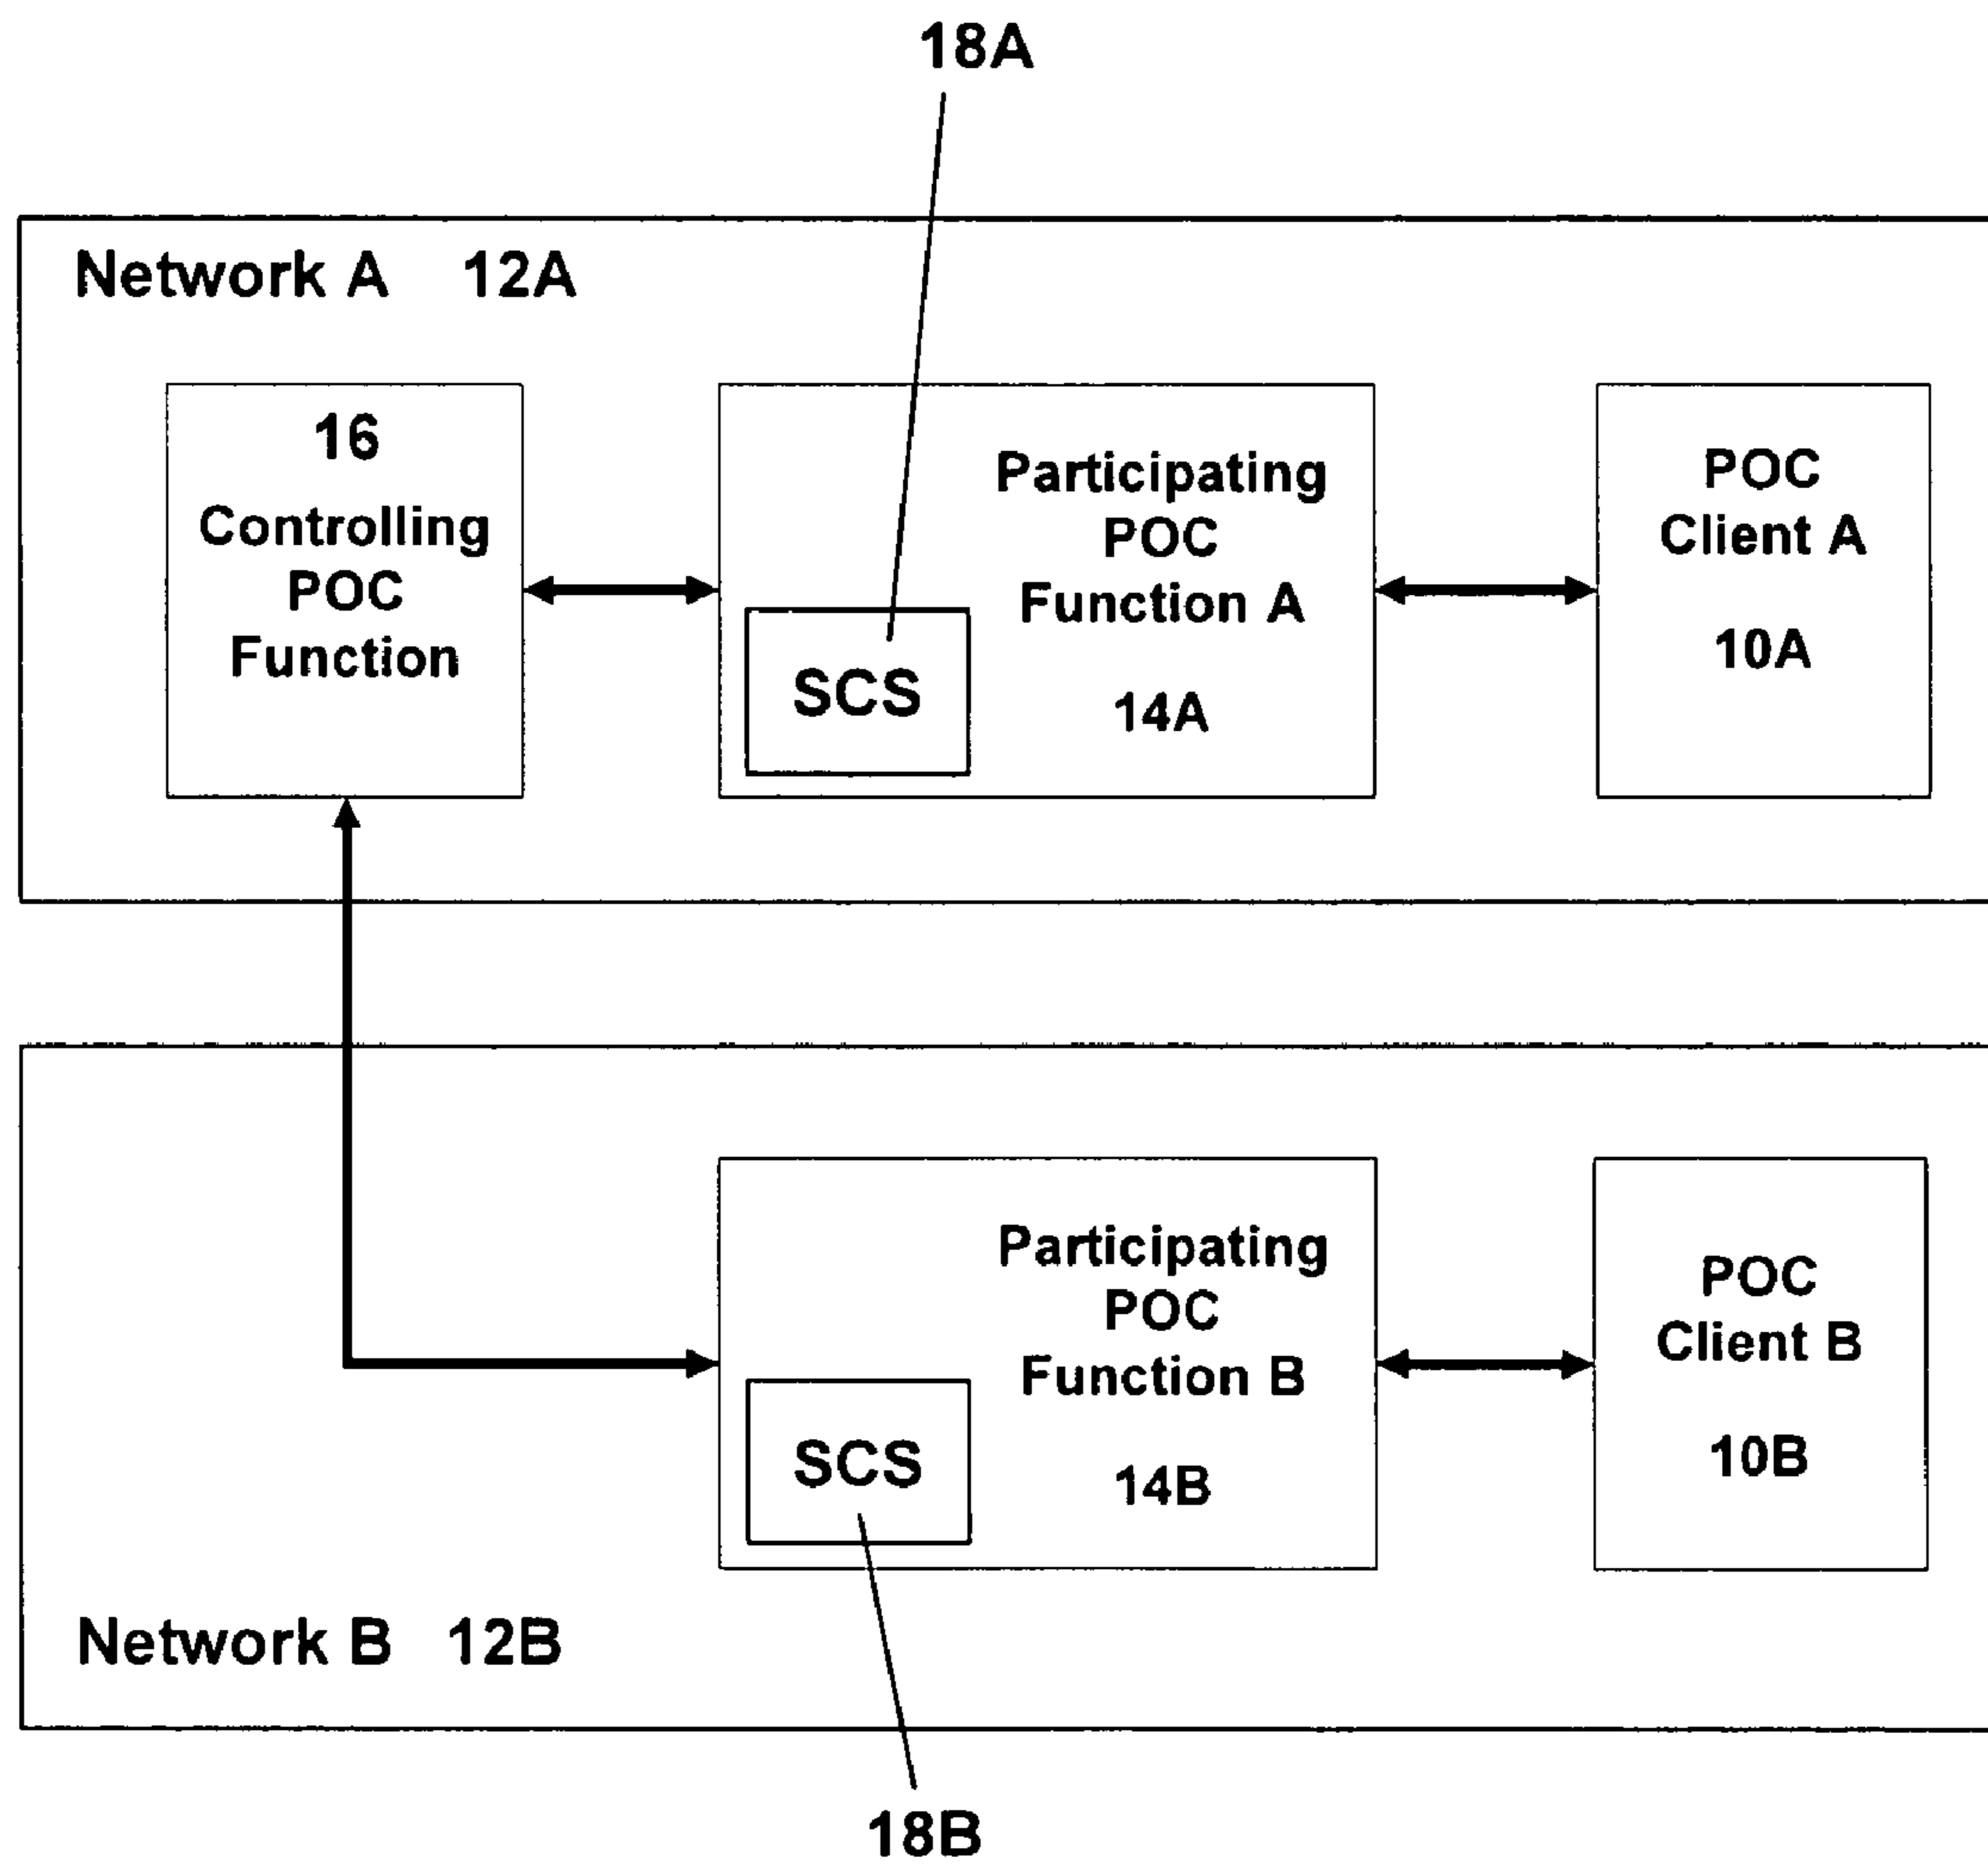 18A
Network A 12A
16
Controlling
POC
Function
Participating
POC
Function A
14A
SCS
POC
Client A
10A
Participating
POC
Function B
14B
SCS
POC
Client B
10B
Network B 12B
18B